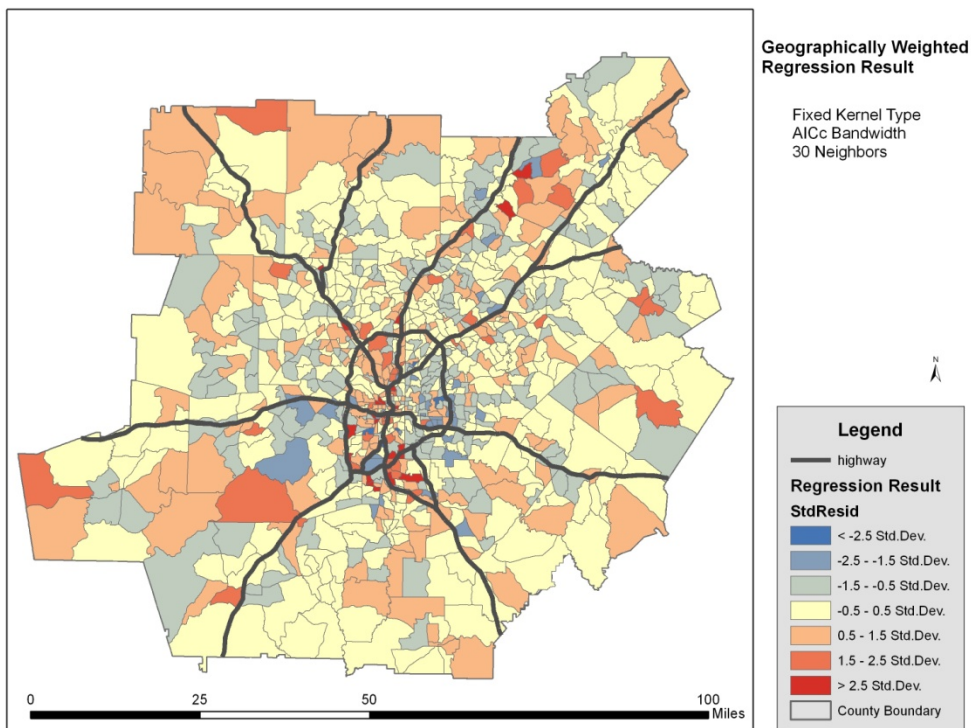 Geographically Weighted
Regression Result
Fixed Kernel Type
AICc Bandwidth
30 Neighbors
N
Legend
highway
Regression Result
StdResid
< -2.5 Std.Dev.
-2.5 - -1.5 Std.Dev.
-1.5 - -0.5 Std.Dev.
-0.5 - 0.5 Std.Dev.
0.5 - 1.5 Std.Dev.
1.5 - 2.5 Std.Dev.
> 2.5 Std.Dev.
County Boundary
0 25 50 100
Miles